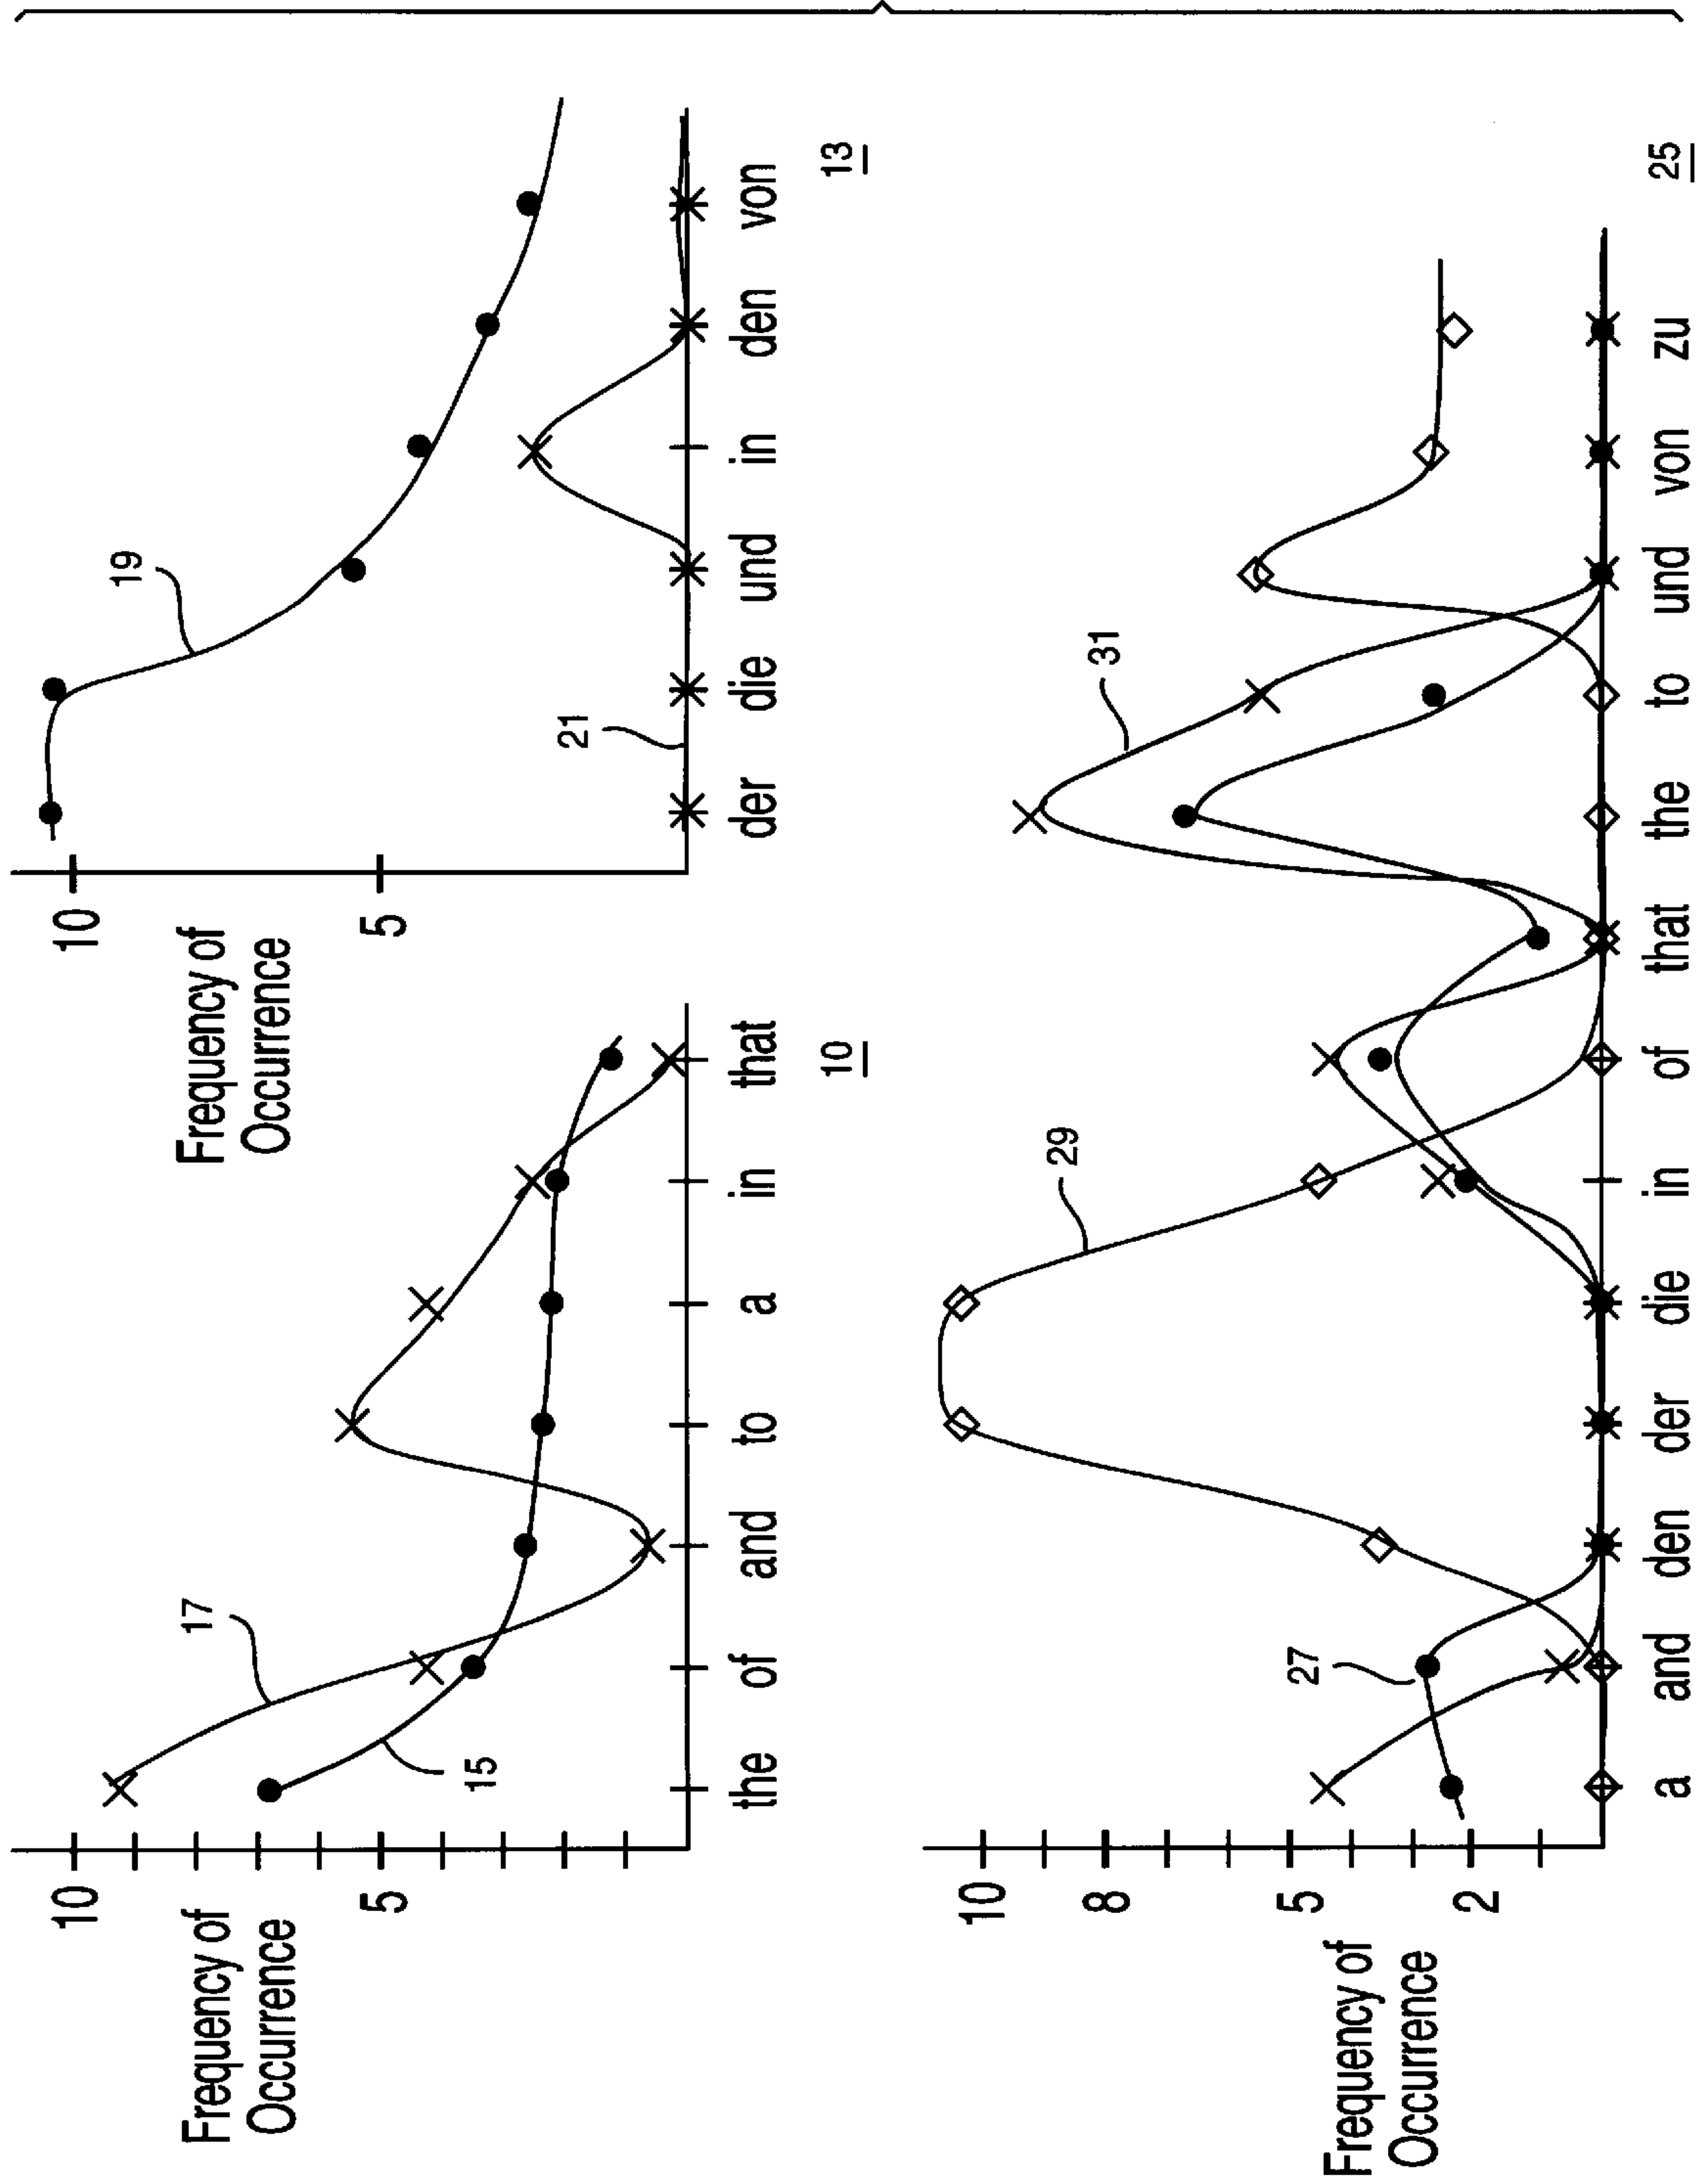 Frequency of
Occurrence
10
5
17
15
the of and to a in that
10
Frequency of
Occurrence
10
5
19
21
der die und in den von
13
Frequency of
Occurrence
10
8
5
2
27
29
31
a and den der die in of that the to und von zu
25